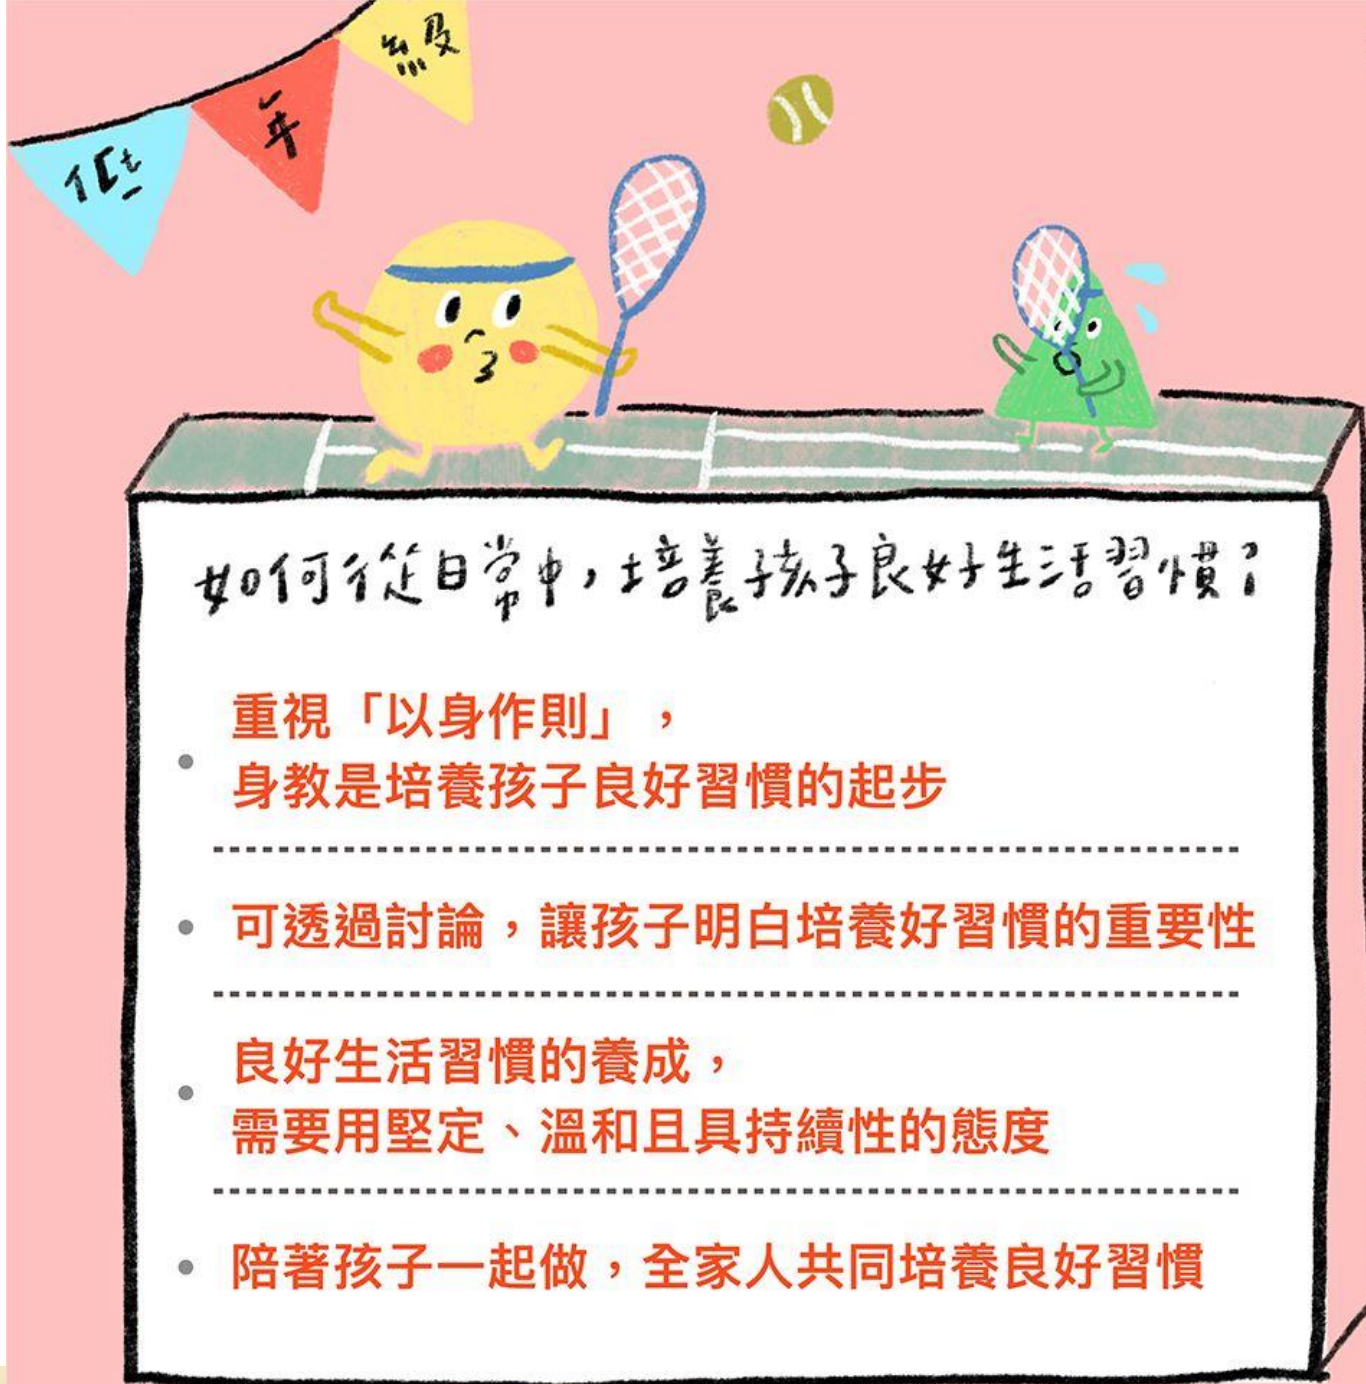 低年級
如何從日常中，培養孩子良好生活習慣？
重視「以身作則」，
身教是培養孩子良好習慣的起步
可透過討論，讓孩子明白培養好習慣的重要性
良好生活習慣的養成，
需要用堅定、溫和且具持續性的態度
陪著孩子一起做，全家人共同培養良好習慣